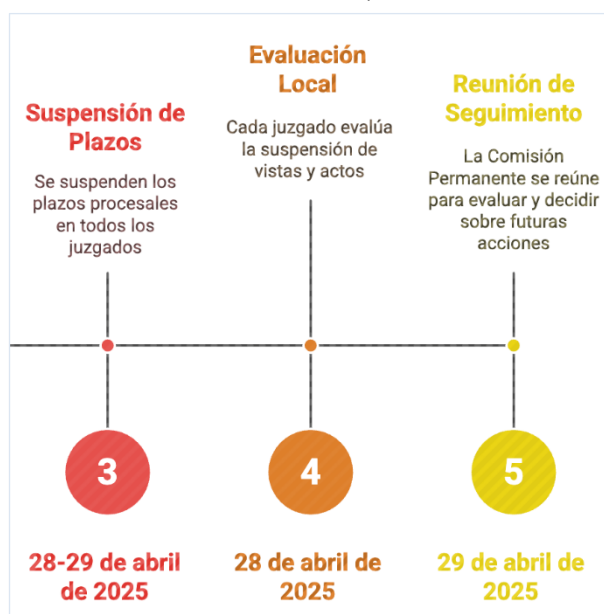 Suspensión de
Plazos
Se suspenden los
plazos procesales
en todos los
juzgados
3
28-29 de abril
de 2025
Evaluación
Local
Cada juzgado evalúa
la suspensión de
vistas y actos
4
28 de abril de
2025
Reunión de
Seguimiento
La Comisión
Permanente se reúne
para evaluar y decidir
sobre futuras
acciones
5
29 de abril de
2025